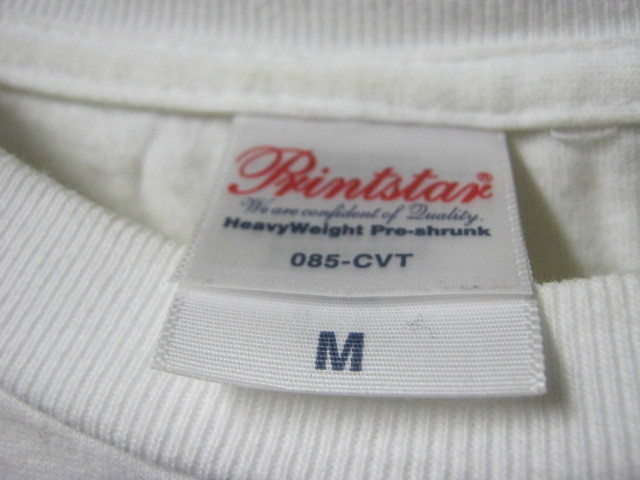 Printstar®
We are confident of Quality.
HeavyWeight Pre-shrunk
085-CVT
M